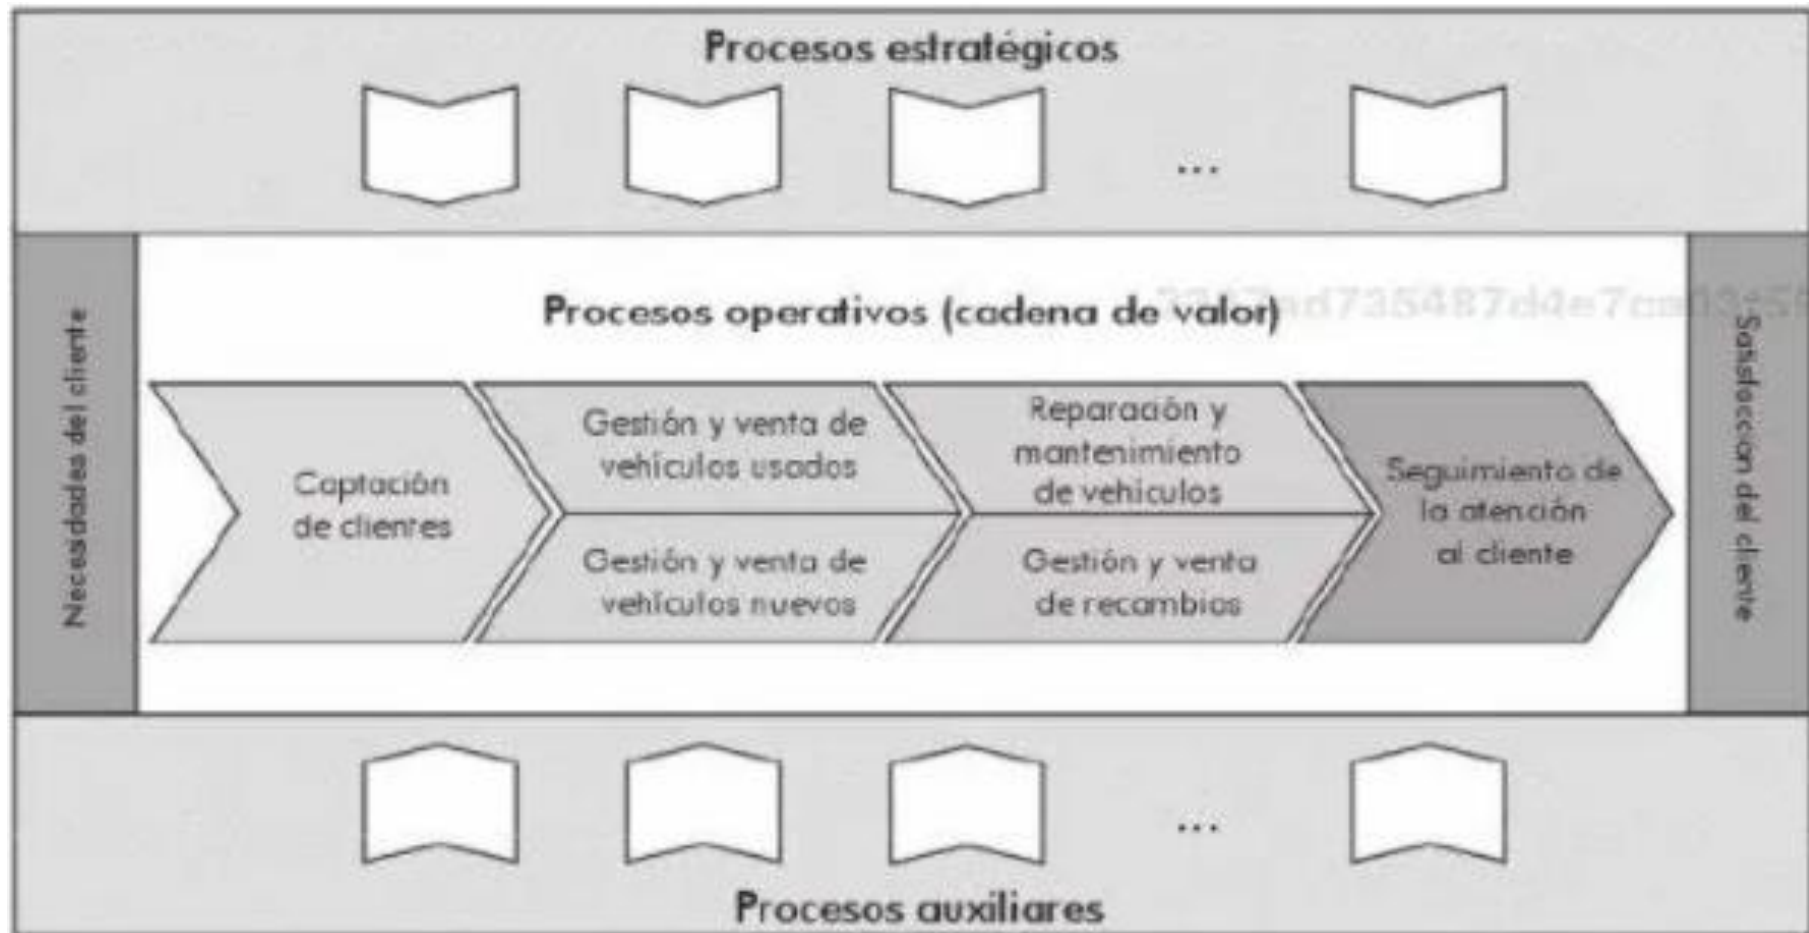 Procesos estratégicos
...
Procesos operativos (cadena de valor)
Necesidades del cliente
Captación
de clientes
Gestión y venta de
vehículos usados
Gestión y venta de
vehículos nuevos
Reparación y
mantenimiento
de vehículos
Gestión y venta
de recambios
Seguimiento de
la atención
al cliente
del cliente
...
Procesos auxiliares